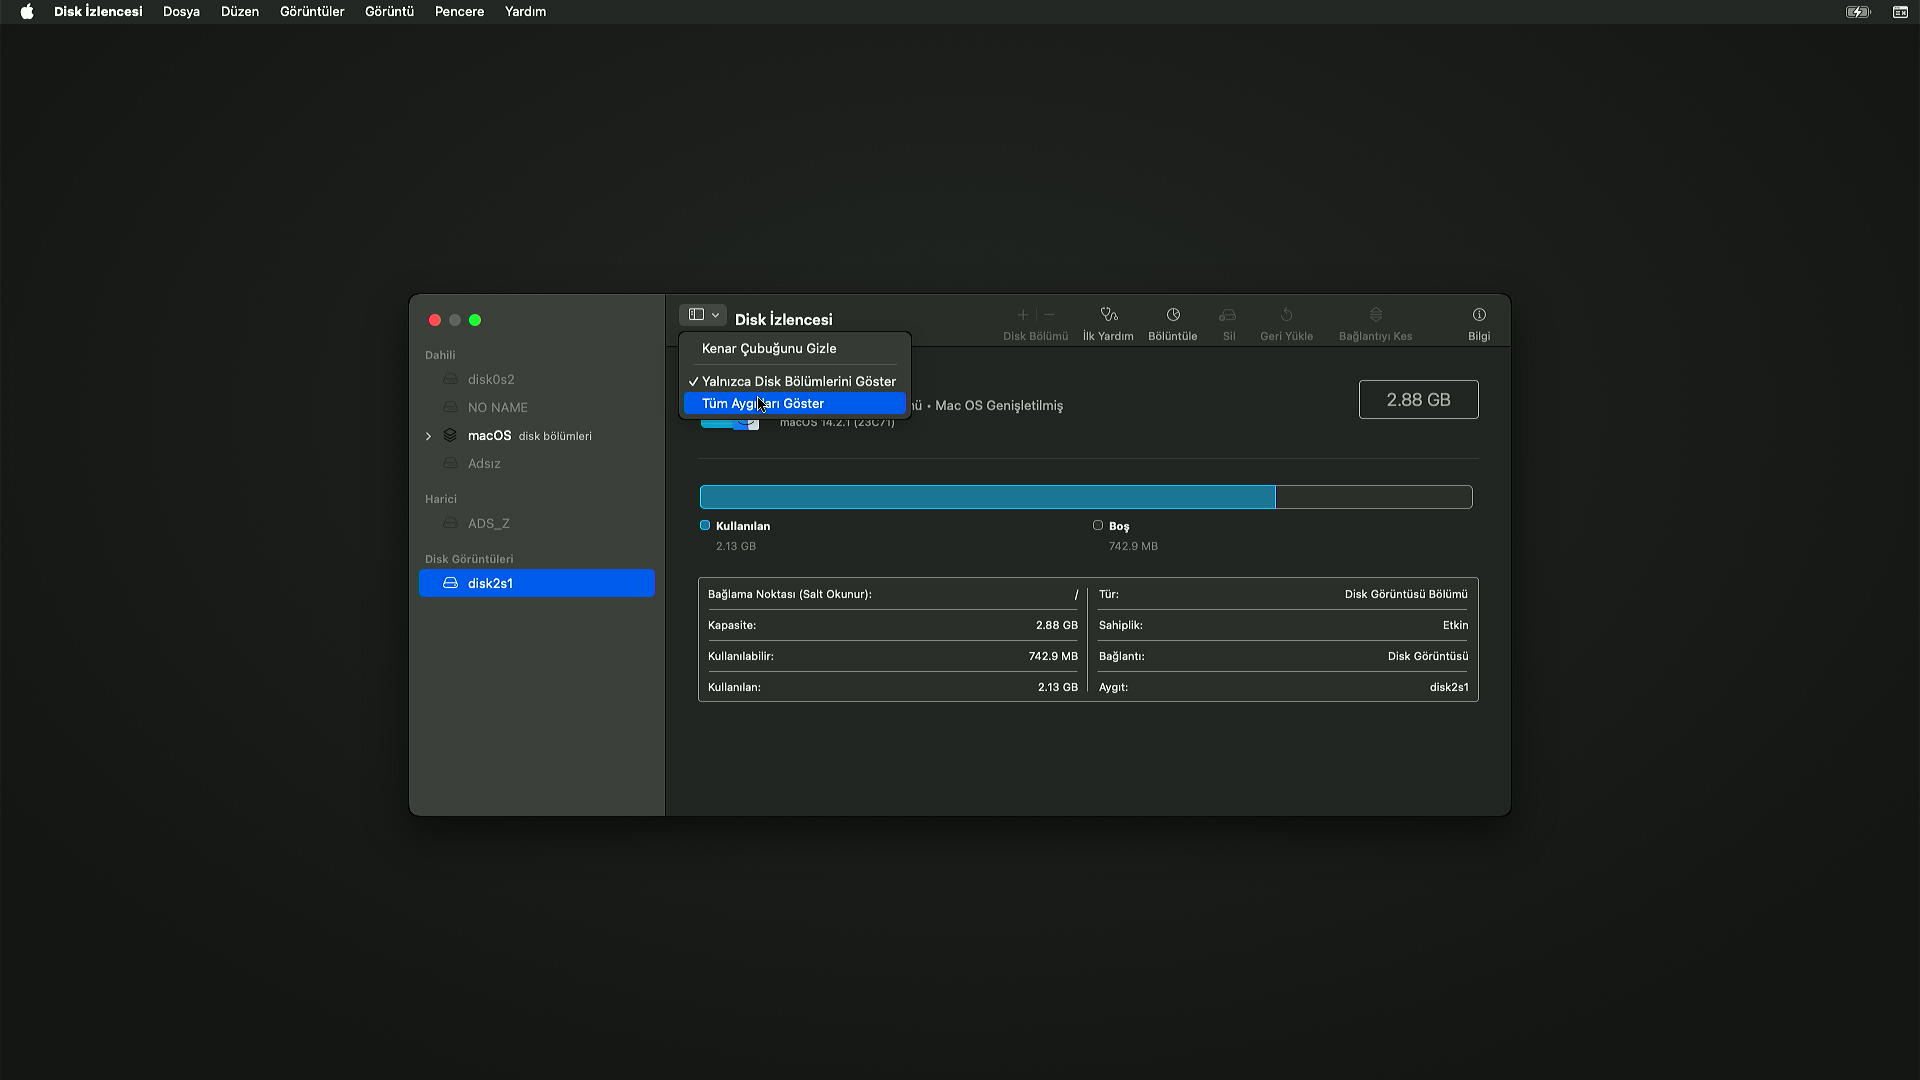 Disk İzlencesi Dosya Düzen Görüntüler Görüntü Pencere Yardım
Disk İzlencesi
Disk Bölümü İlk Yardım Bölüntüle Sil Geri Yükle Bağlantıyı Kes Bilgi
Kenar Çubuğunu Gizle
Yalnızca Disk Bölümlerini Göster
Tüm Göster
Dahili
disk0s2
NO NAME
macOS disk bölümleri
Adsız
Harici
ADS_Z
Disk Görüntüleri
disk2s1
• Mac OS Genişletilmiş
macOS 14.2.1 (23C71)
2.88 GB
Kullanılan
2.13 GB
Boş
742.9 MB
Bağlama Noktası (Salt Okunur): /
Kapasite: 2.88 GB
Kullanılabilir: 742.9 MB
Kullanılan: 2.13 GB
Tür: Disk Görüntüsü Bölümü
Sahiplik: Etkin
Bağlantı: Disk Görüntüsü
Aygıt: disk2s1